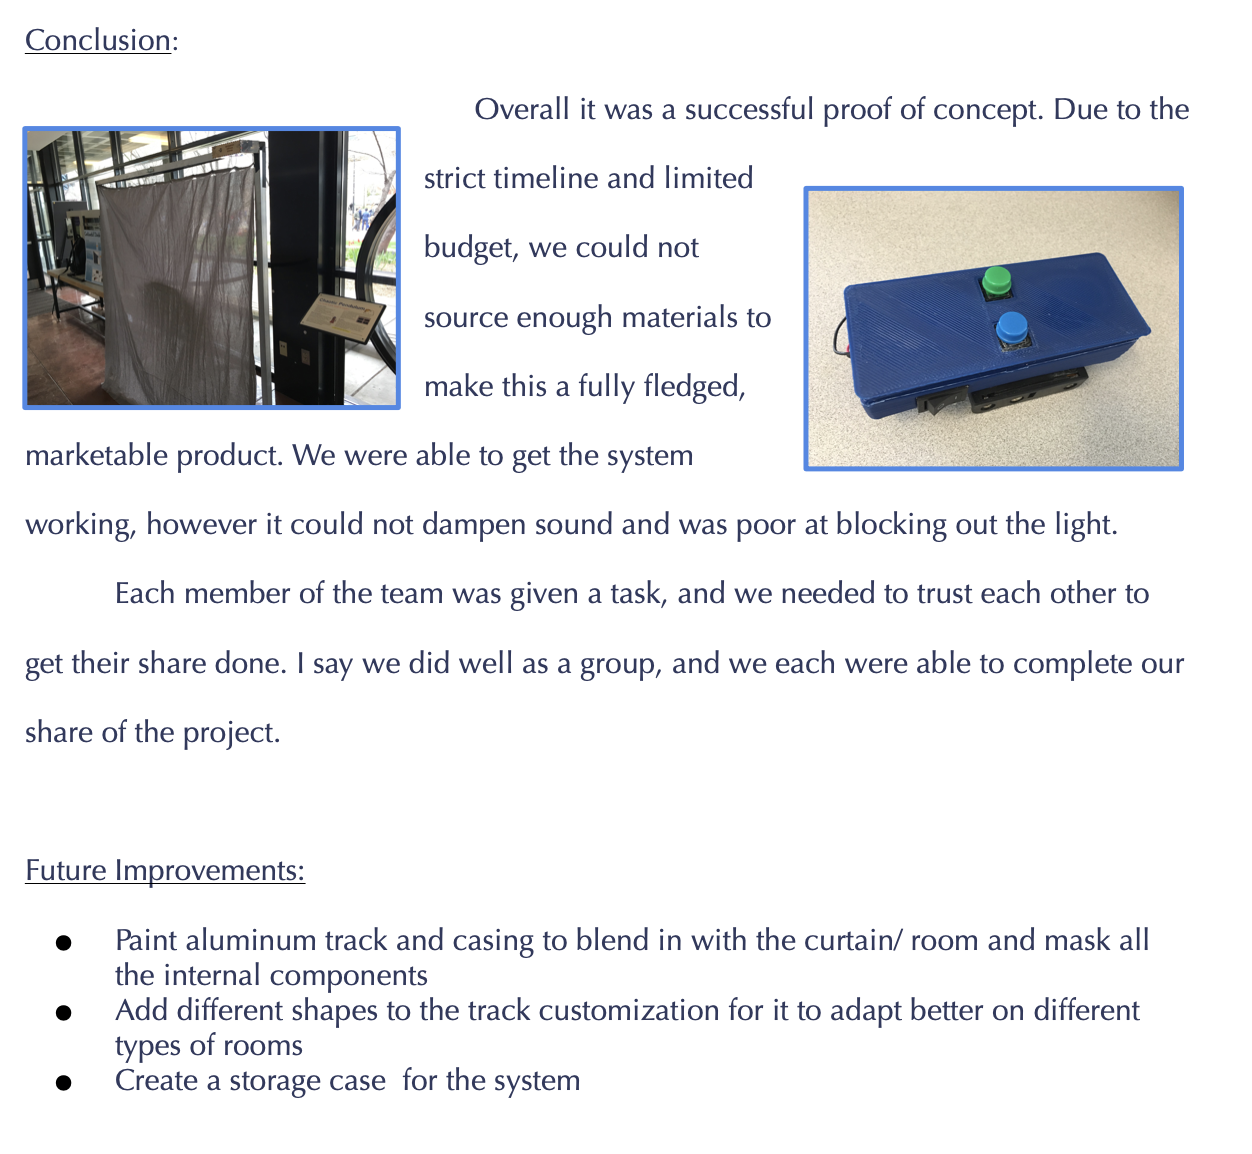 Conclusion:
Overall it was a successful proof of concept. Due to the
strict timeline and limited
budget, we could not
source enough materials to
make this a fully fledged,
marketable product. We were able to get the system
working, however it could not dampen sound and was poor at blocking out the light.
Each member of the team was given a task, and we needed to trust each other to
get their share done. I say we did well as a group, and we each were able to complete our
share of the project.
Future Improvements:
● Paint aluminum track and casing to blend in with the curtain/ room and mask all
the internal components
● Add different shapes to the track customization for it to adapt better on different
types of rooms
● Create a storage case  for the system